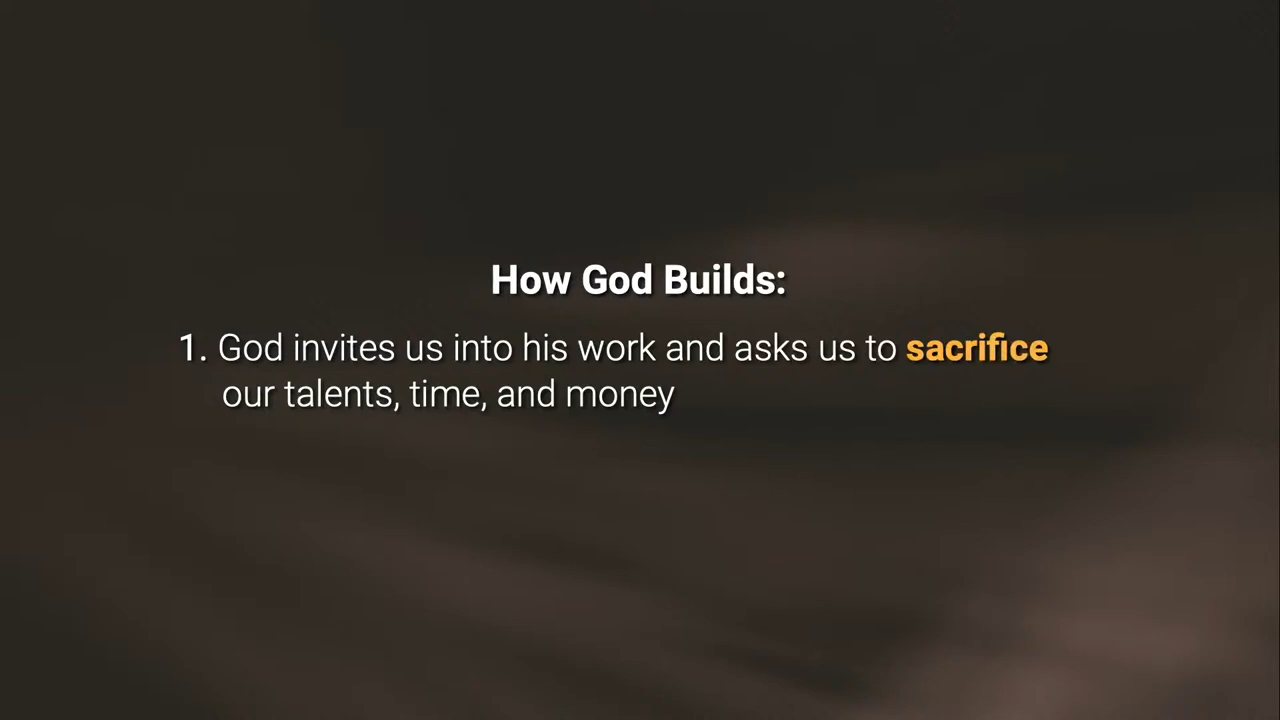 How God Builds:
1. God invites us into his work and asks us to sacrifice
our talents, time, and money